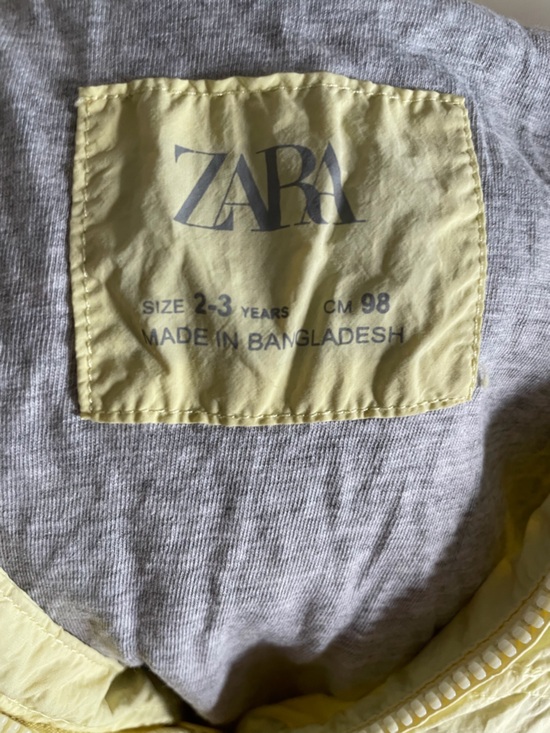 ZARA
SIZE 2-3 YEARS CM 98
MADE IN BANGLADESH